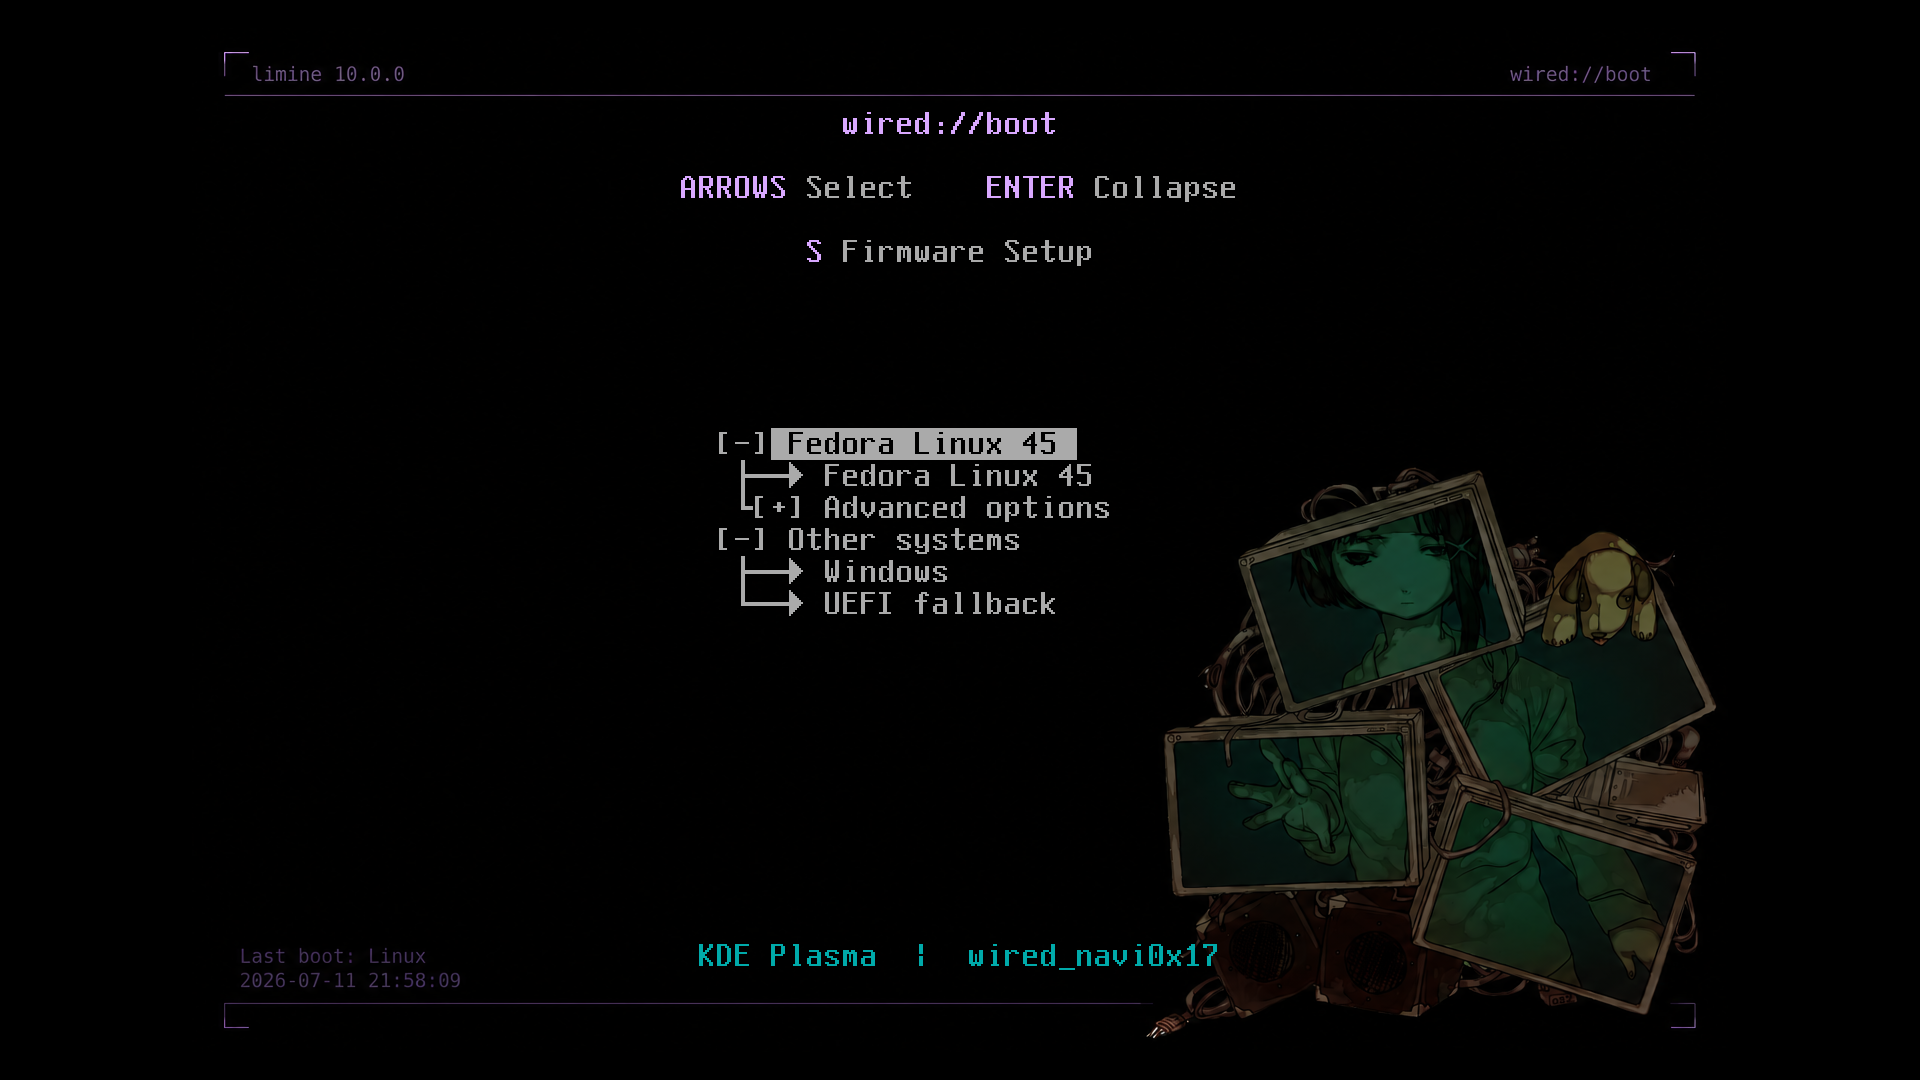 limine 10.0.0
wired://boot
wired://boot
ARROWS Select    ENTER Collapse
S Firmware Setup
[-] Fedora Linux 45
Fedora Linux 45
[+] Advanced options
[-] Other systems
Windows
UEFI fallback
KDE Plasma  ¦  wired_navi0x17
Last boot: Linux
2026-07-11 21:58:09